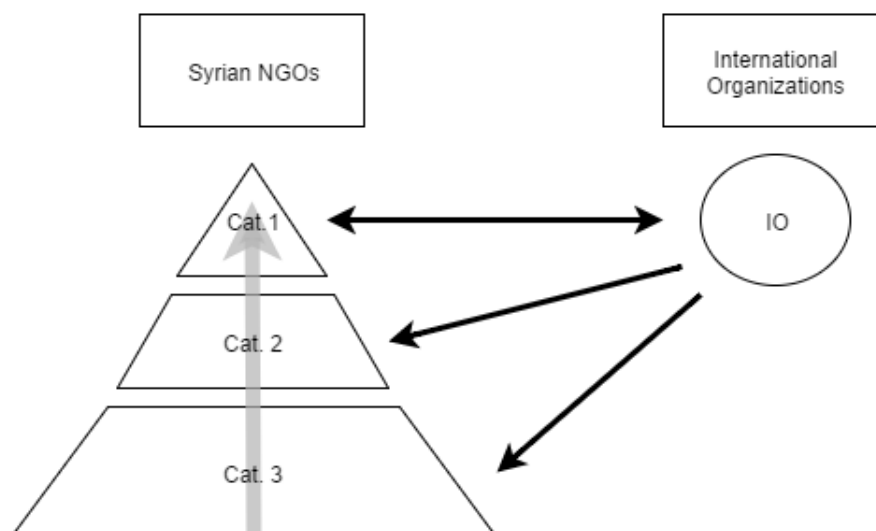 Syrian NGOs
International
Organizations
Cat.1
IO
Cat. 2
Cat. 3